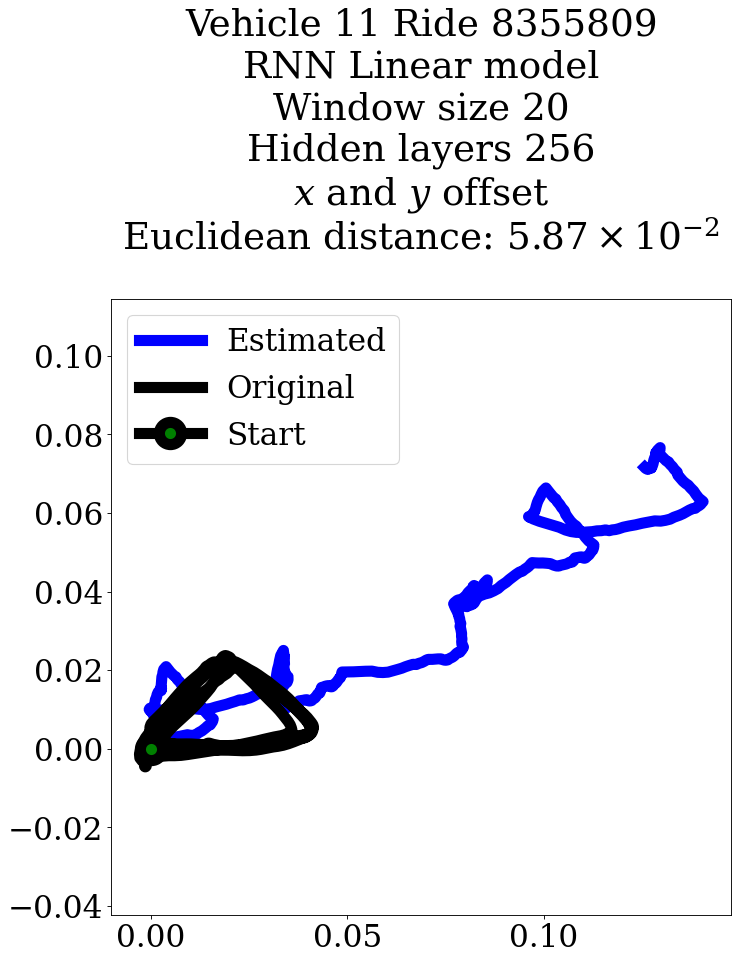 Vehicle 11 Ride 8355809
RNN Linear model
Window size 20
Hidden layers 256
x and y offset
Euclidean distance: 5.87 × 10⁻²
Estimated
Original
Start
0.10
0.08
0.06
0.04
0.02
0.00
−0.02
−0.04
0.00 0.05 0.10